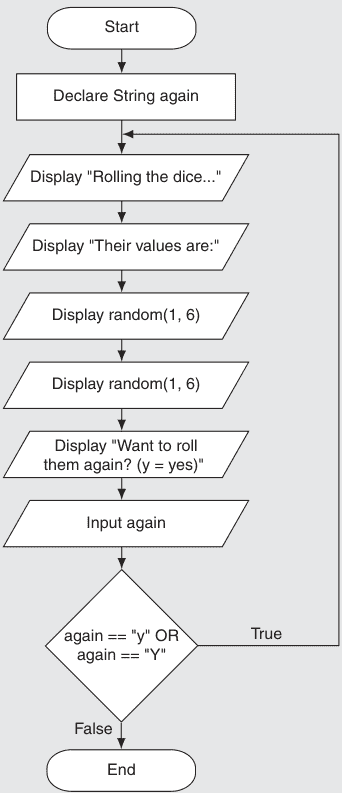 Start
Declare String again
Display "Rolling the dice..."
Display "Their values are:"
Display random(1, 6)
Display random(1, 6)
Display "Want to roll
them again? (y = yes)"
Input again
again == "y" OR
again == "Y"
True
False
End